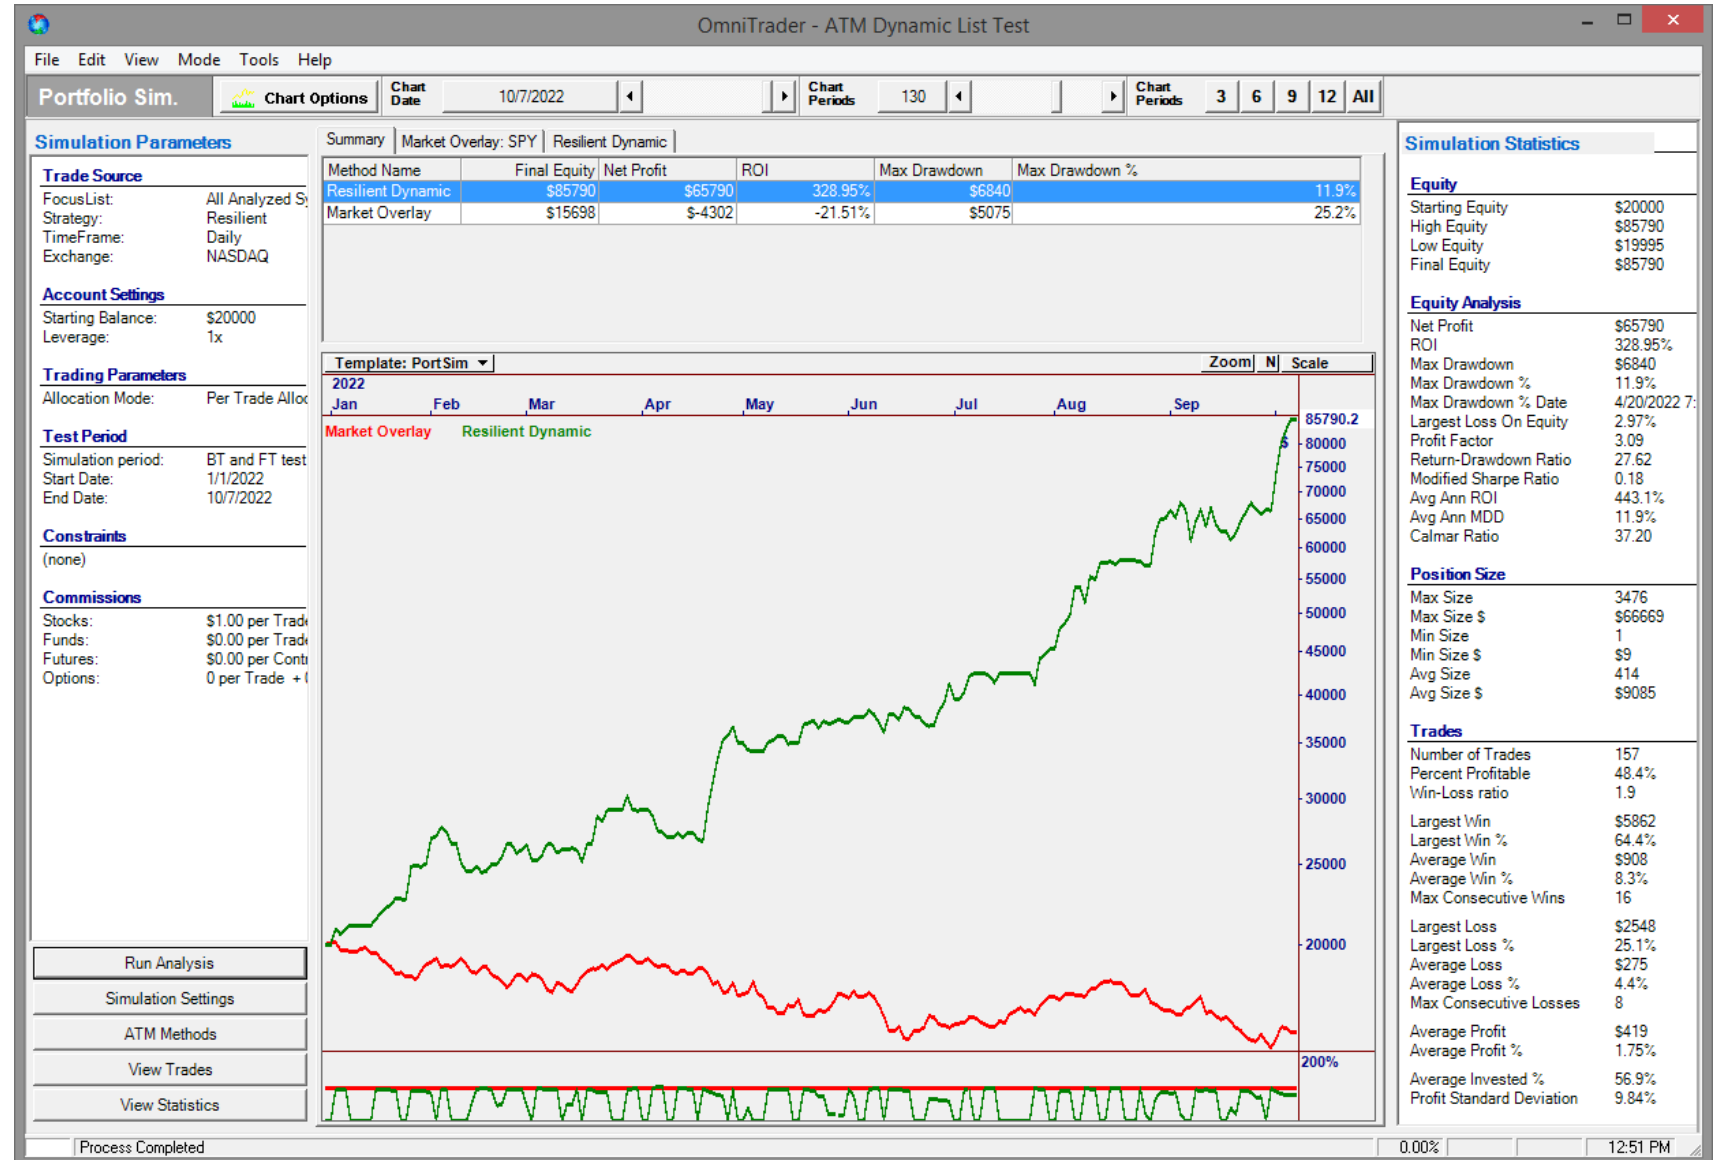 OmniTrader - ATM Dynamic List Test
File Edit View Mode Tools Help
Portfolio Sim.
Chart Options
Chart Date
10/7/2022
Chart Periods
130
Chart Periods
3 6 9 12 All
Simulation Parameters
Trade Source
FocusList: All Analyzed Sy
Strategy: Resilient
TimeFrame: Daily
Exchange: NASDAQ
Account Settings
Starting Balance: $20000
Leverage: 1x
Trading Parameters
Allocation Mode: Per Trade Alloc
Test Period
Simulation period: BT and FT test
Start Date: 1/1/2022
End Date: 10/7/2022
Constraints
(none)
Commissions
Stocks: $1.00 per Trade
Funds: $0.00 per Trade
Futures: $0.00 per Cont
Options: 0 per Trade + (
Run Analysis
Simulation Settings
ATM Methods
View Trades
View Statistics
Summary Market Overlay: SPY Resilient Dynamic
Method Name Final Equity Net Profit ROI Max Drawdown Max Drawdown %
Resilient Dynamic $85790 $65790 328.95% $6840 11.9%
Market Overlay $15698 $-4302 -21.51% $5075 25.2%
Template: PortSim
Zoom N Scale
2022
Jan Feb Mar Apr May Jun Jul Aug Sep
Market Overlay Resilient Dynamic
85790.2
$
80000
75000
70000
65000
60000
55000
50000
45000
40000
35000
30000
25000
20000
200%
Simulation Statistics
Equity
Starting Equity $20000
High Equity $85790
Low Equity $19995
Final Equity $85790
Equity Analysis
Net Profit $65790
ROI 328.95%
Max Drawdown $6840
Max Drawdown % 11.9%
Max Drawdown % Date 4/20/2022 7:
Largest Loss On Equity 2.97%
Profit Factor 3.09
Return-Drawdown Ratio 27.62
Modified Sharpe Ratio 0.18
Avg Ann ROI 443.1%
Avg Ann MDD 11.9%
Calmar Ratio 37.20
Position Size
Max Size 3476
Max Size $ $66669
Min Size 1
Min Size $ $9
Avg Size 414
Avg Size $ $9085
Trades
Number of Trades 157
Percent Profitable 48.4%
Win-Loss ratio 1.9
Largest Win $5862
Largest Win % 64.4%
Average Win $908
Average Win % 8.3%
Max Consecutive Wins 16
Largest Loss $2548
Largest Loss % 25.1%
Average Loss $275
Average Loss % 4.4%
Max Consecutive Losses 8
Average Profit $419
Average Profit % 1.75%
Average Invested % 56.9%
Profit Standard Deviation 9.84%
Process Completed
0.00%
12:51 PM